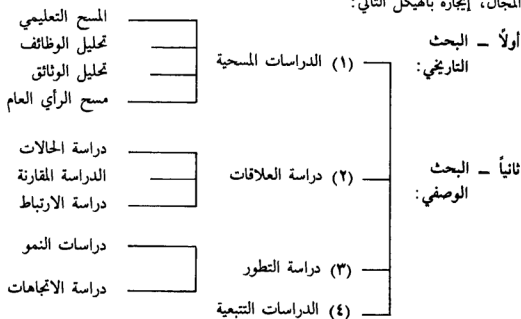 المجال، إيجازه بالهيكل التالي:
أولاً ـ البحث
التاريخي:
ثانياً ـ البحث
الوصفي:
(١) الدراسات المسحية
المسح التعليمي
تحليل الوظائف
تحليل الوثائق
مسح الرأي العام
(٢) دراسة العلاقات
دراسة الحالات
الدراسة المقارنة
دراسة الارتباط
(٣) دراسة التطور
دراسات النمو
دراسة الاتجاهات
(٤) الدراسات التتبعية